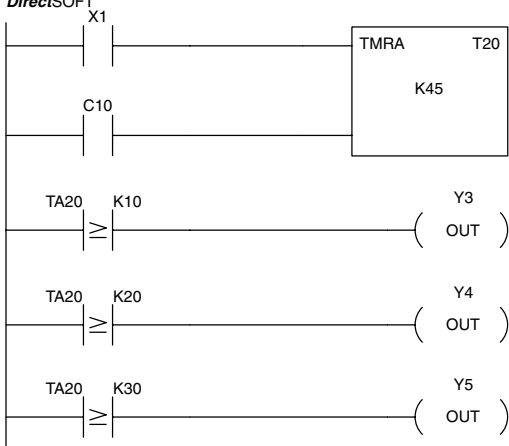 DirectSOFT
X1
TMRA T20
K45
C10
TA20 ≥ K10
Y3
OUT
TA20 ≥ K20
Y4
OUT
TA20 ≥ K30
Y5
OUT